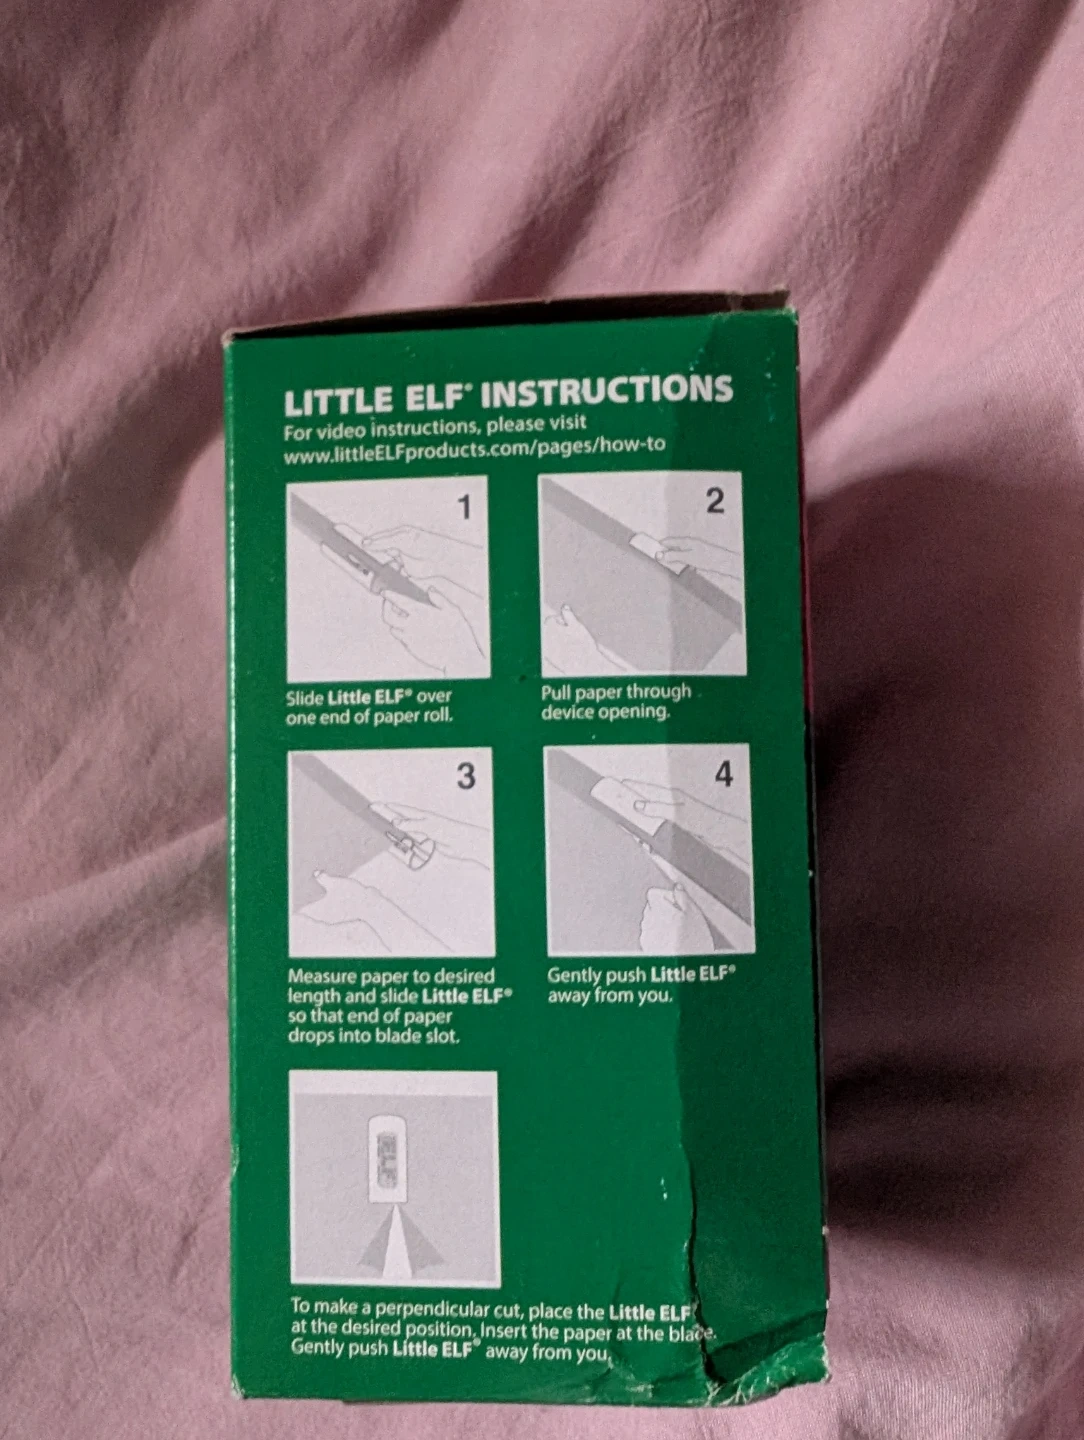 LITTLE ELF® INSTRUCTIONS
For video instructions, please visit
www.littleELFproducts.com/pages/how-to
1
2
Slide Little ELF® over
one end of paper roll.
Pull paper through
device opening.
3
4
Measure paper to desired
length and slide Little ELF®
so that end of paper
drops into blade slot.
Gently push Little ELF®
away from you.
ELF
To make a perpendicular cut, place the Little ELF
at the desired position. Insert the paper at the blade.
Gently push Little ELF® away from you.